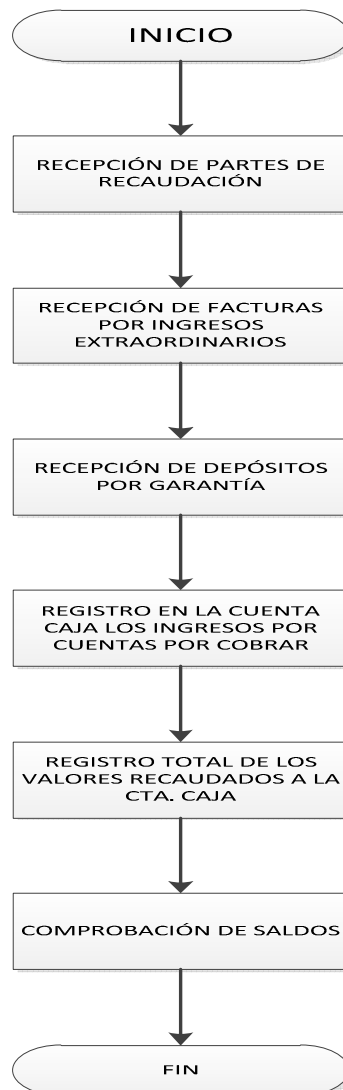 INICIO
RECEPCIÓN DE PARTES DE
RECAUDACIÓN
RECEPCIÓN DE FACTURAS
POR INGRESOS
EXTRAORDINARIOS
RECEPCIÓN DE DEPÓSITOS
POR GARANTÍA
REGISTRO EN LA CUENTA
CAJA LOS INGRESOS POR
CUENTAS POR COBRAR
REGISTRO TOTAL DE LOS
VALORES RECAUDADOS A LA
CTA. CAJA
COMPROBACIÓN DE SALDOS
FIN